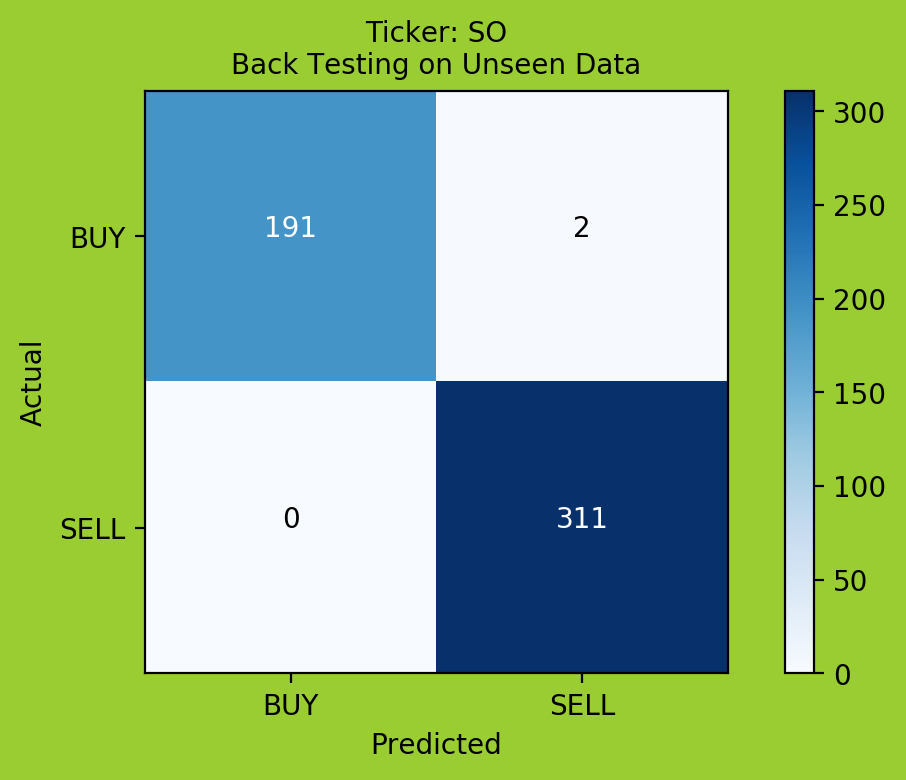 Ticker: SO
Back Testing on Unseen Data
Actual
BUY
191
2
SELL
0
311
BUY
SELL
Predicted
300
250
200
150
100
50
0